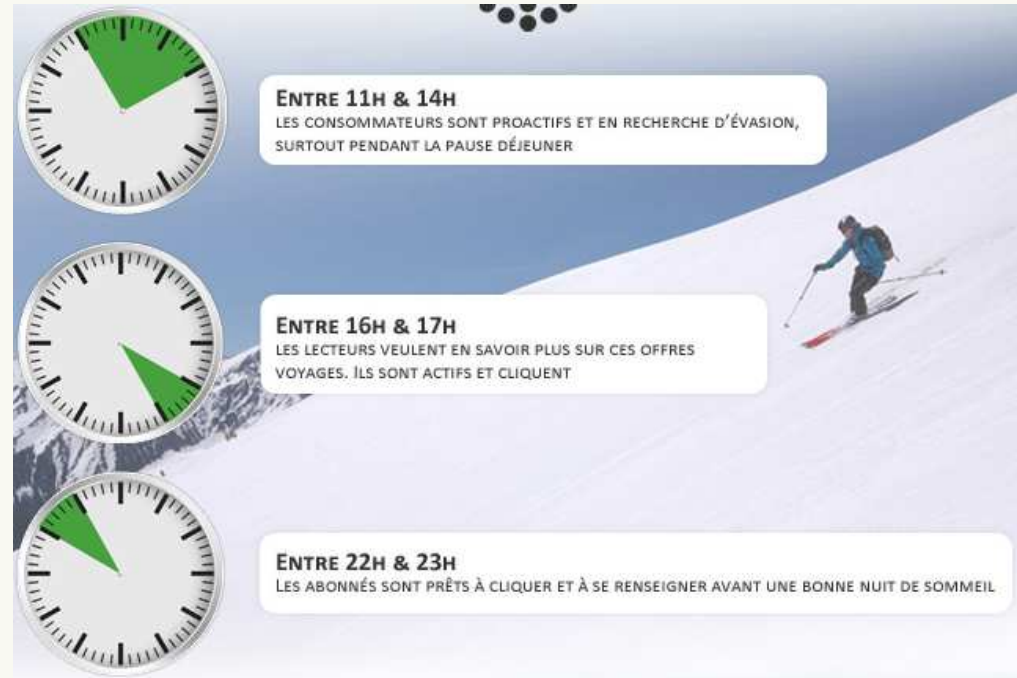 ENTRE 11H & 14H
LES CONSOMMATEURS SONT PROACTIFS ET EN RECHERCHE D'ÉVASION,
SURTOUT PENDANT LA PAUSE DÉJEUNER
ENTRE 16H & 17H
LES LECTEURS VEULENT EN SAVOIR PLUS SUR CES OFFRES
VOYAGES. ILS SONT ACTIFS ET CLIQUENT
ENTRE 22H & 23H
LES ABONNÉS SONT PRÊTS À CLIQUER ET À SE RENSEIGNER AVANT UNE BONNE NUIT DE SOMMEIL